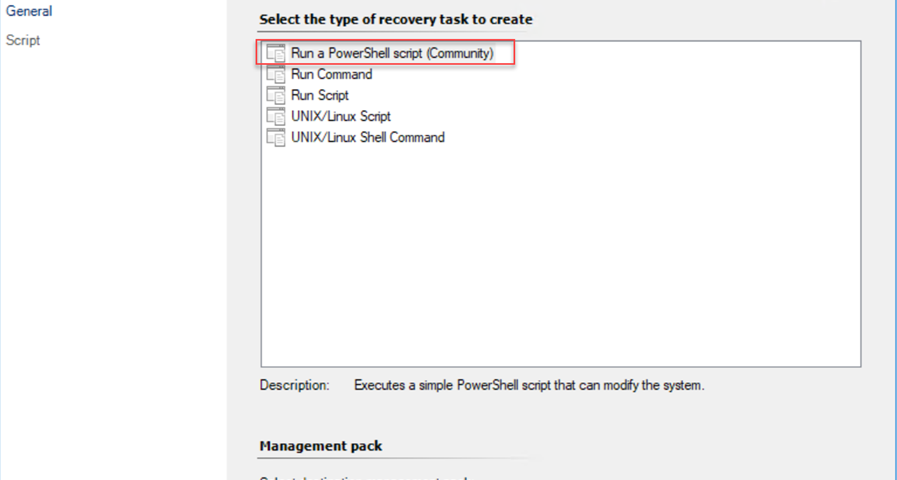 General
Script
Select the type of recovery task to create
Run a PowerShell script (Community)
Run Command
Run Script
UNIX/Linux Script
UNIX/Linux Shell Command
Description: Executes a simple PowerShell script that can modify the system.
Management pack